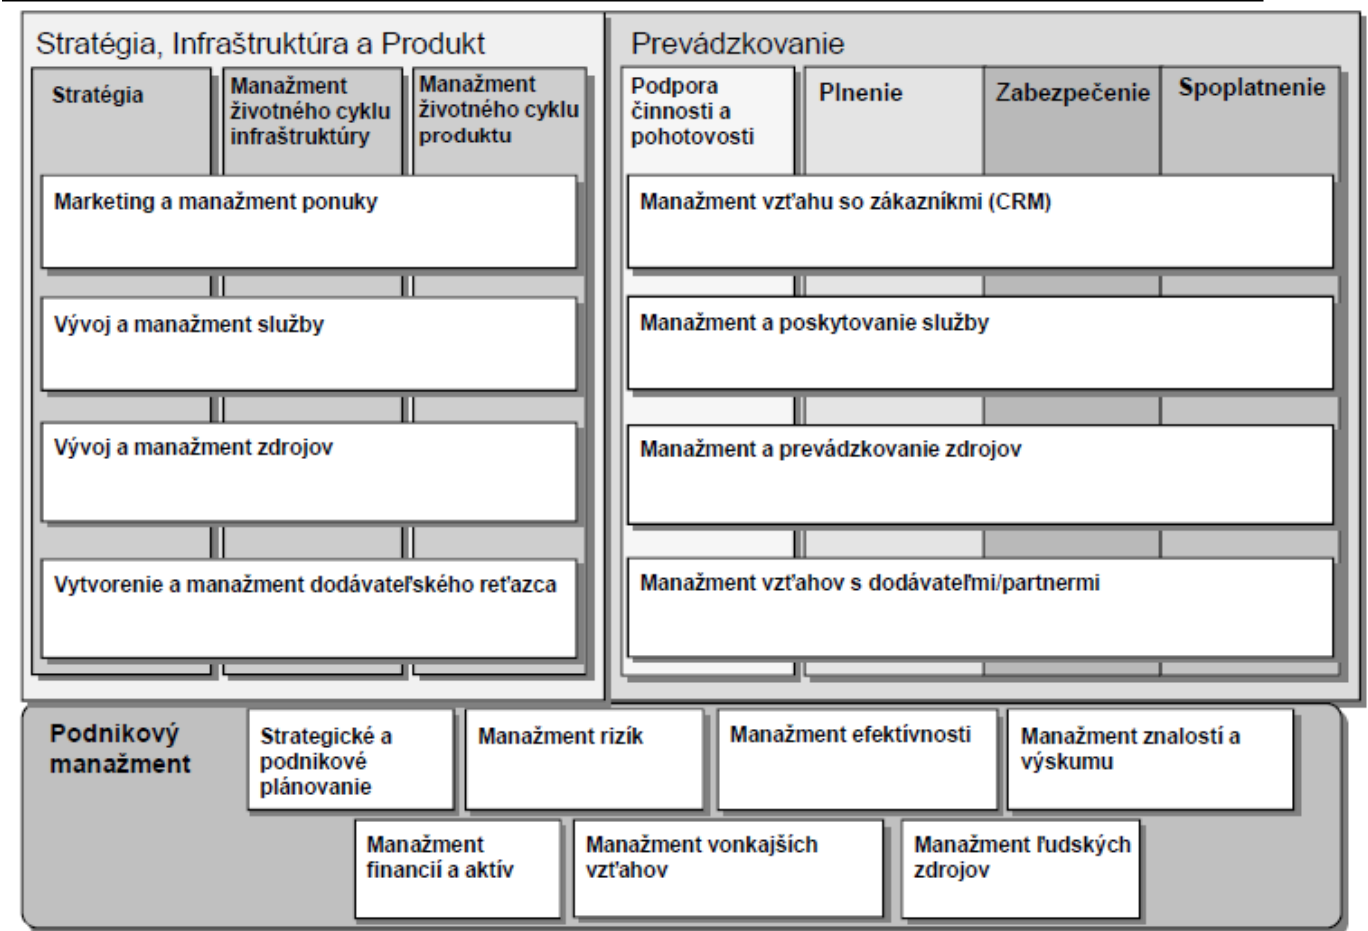 Stratégia, Infraštruktúra a Produkt
Prevádzkovanie
Stratégia
Manažment
životného cyklu
infraštruktúry
Manažment
životného cyklu
produktu
Podpora
činnosti a
pohotovosti
Plnenie
Zabezpečenie
Spoplatnenie
Marketing a manažment ponuky
Manažment vzťahu so zákazníkmi (CRM)
Vývoj a manažment služby
Manažment a poskytovanie služby
Vývoj a manažment zdrojov
Manažment a prevádzkovanie zdrojov
Vytvorenie a manažment dodávateľského reťazca
Manažment vzťahov s dodávateľmi/partnermi
Podnikový
manažment
Strategické a
podnikové
plánovanie
Manažment rizík
Manažment efektívnosti
Manažment znalostí a
výskumu
Manažment
financií a aktív
Manažment vonkajších
vzťahov
Manažment ľudských
zdrojov